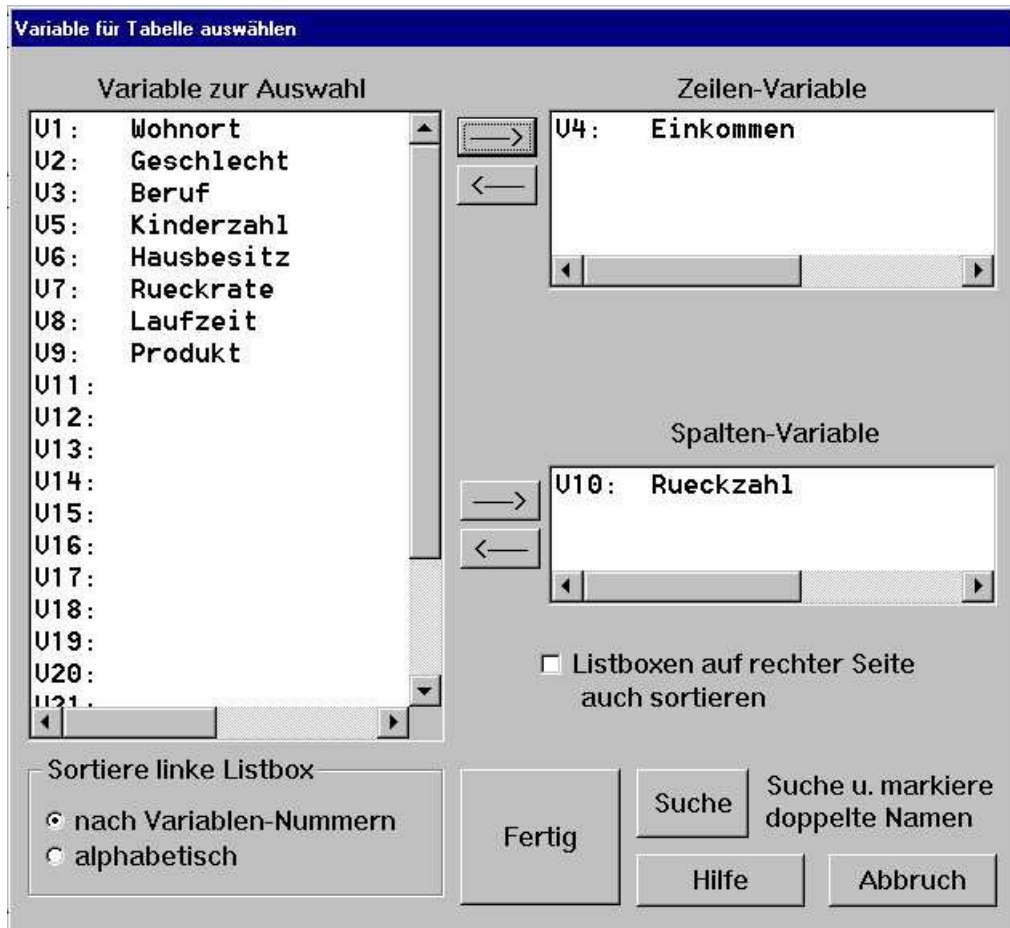 Variable für Tabelle auswählen
Variable zur Auswahl
V1: Wohnort
V2: Geschlecht
V3: Beruf
V5: Kinderzahl
V6: Hausbesitz
V7: Rueckrate
V8: Laufzeit
V9: Produkt
V11:
V12:
V13:
V14:
V15:
V16:
V17:
V18:
V19:
V20:
V21:
Zeilen-Variable
V4: Einkommen
Spalten-Variable
V10: Rueckzahl
Listboxen auf rechter Seite
auch sortieren
Sortiere linke Listbox
nach Variablen-Nummern
alphabetisch
Fertig
Suche
Suche u. markiere
doppelte Namen
Hilfe
Abbruch